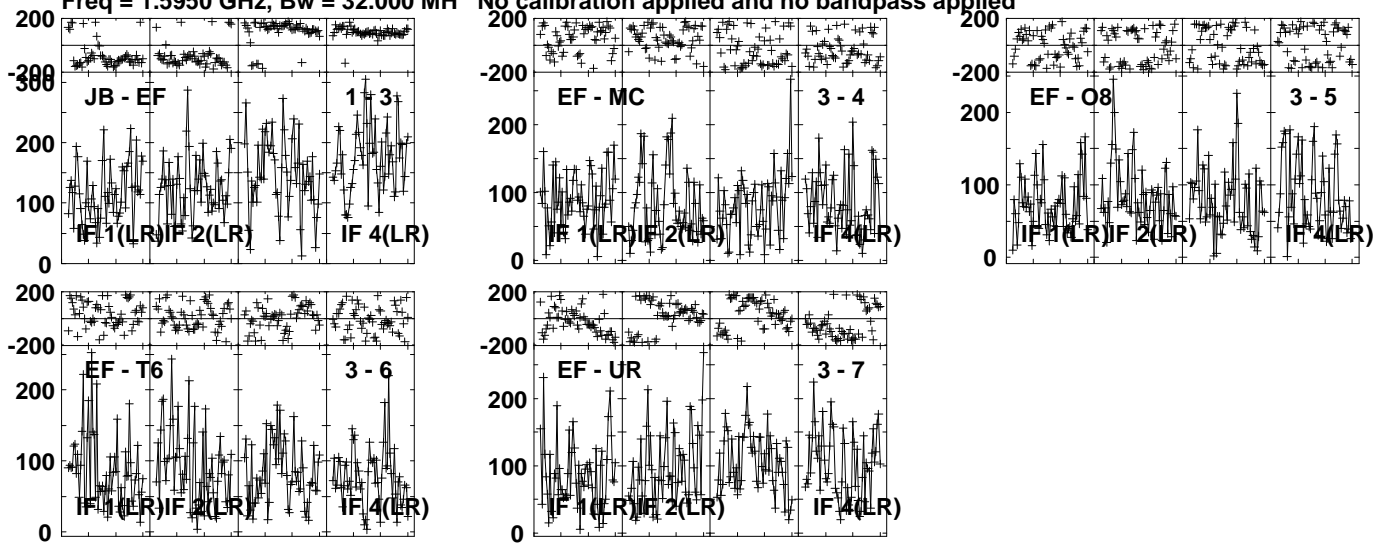 Freq = 1.5950 GHz, Bw = 32.000 MH No calibration applied and no bandpass applied
200
-200
300
200
100
0
JB - EF
1 - 3
IF 1(LR)
IF 2(LR)
IF 4(LR)
200
-200
200
100
0
EF - MC
3 - 4
IF 1(LR)
IF 2(LR)
IF 4(LR)
200
-200
200
100
0
EF - O8
3 - 5
IF 1(LR)
IF 2(LR)
IF 4(LR)
200
-200
200
100
0
EF - T6
3 - 6
IF 1(LR)
IF 2(LR)
IF 4(LR)
200
-200
200
100
0
EF - UR
3 - 7
IF 1(LR)
IF 2(LR)
IF 4(LR)